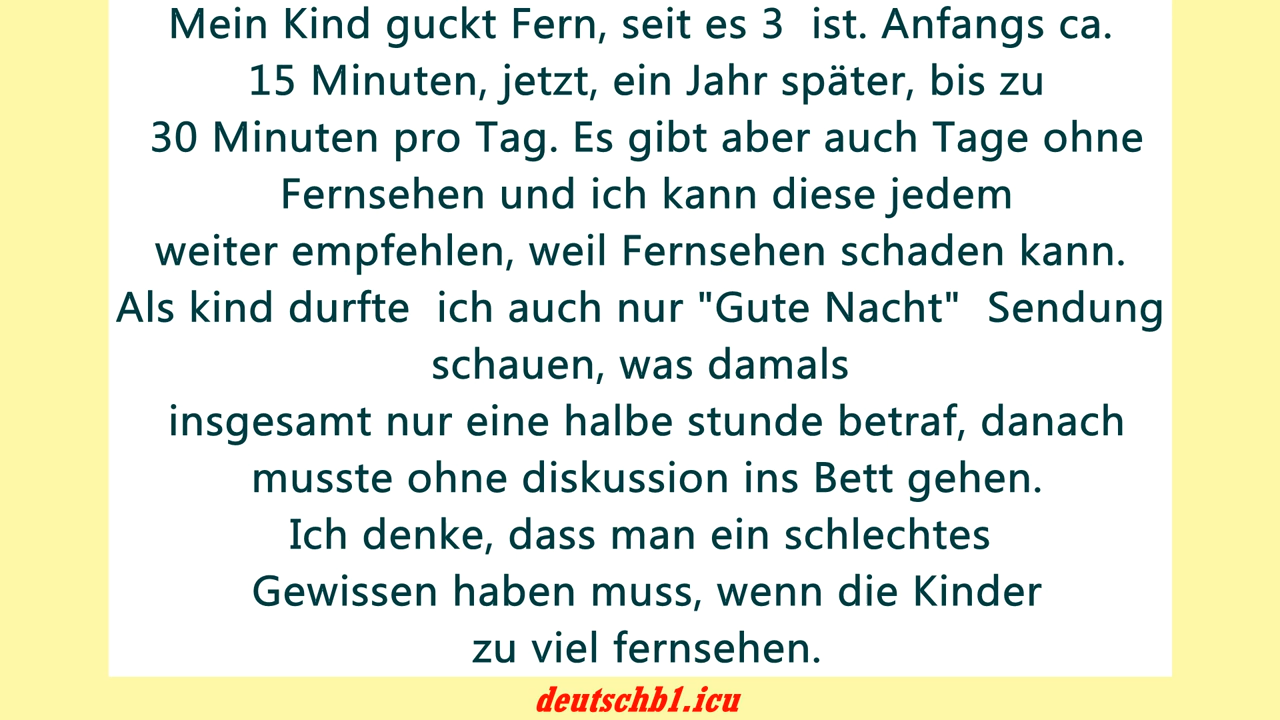 Mein Kind guckt Fern, seit es 3  ist. Anfangs ca.
15 Minuten, jetzt, ein Jahr später, bis zu
30 Minuten pro Tag. Es gibt aber auch Tage ohne
Fernsehen und ich kann diese jedem
weiter empfehlen, weil Fernsehen schaden kann.
Als kind durfte  ich auch nur "Gute Nacht"  Sendung
schauen, was damals
insgesamt nur eine halbe stunde betraf, danach
musste ohne diskussion ins Bett gehen.
Ich denke, dass man ein schlechtes
Gewissen haben muss, wenn die Kinder
zu viel fernsehen.
deutschb1.icu